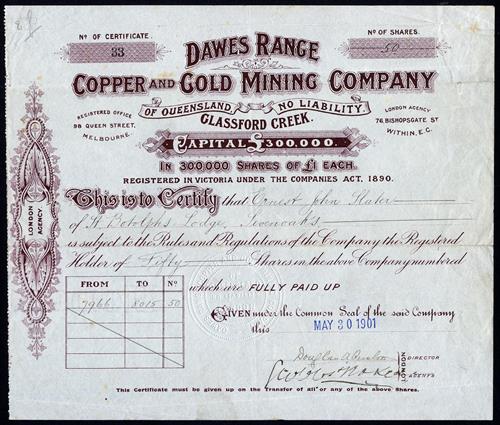 Nº OF CERTIFICATE.
33
Nº OF SHARES.
50
DAWES RANGE
COPPER AND GOLD MINING COMPANY
OF QUEENSLAND, NO LIABILITY.
GLASSFORD CREEK.
REGISTERED OFFICE
98 QUEEN STREET,
MELBOURNE.
LONDON AGENCY
76, BISHOPSGATE ST
WITHIN, E.C.
CAPITAL £300,000.
IN 300,000 SHARES OF £1 EACH.
REGISTERED IN VICTORIA UNDER THE COMPANIES ACT, 1890.
This is to Certify that Ernest John Slater
of St Botolph's Lodge, Sevenoaks
is subject to the Rules and Regulations of the Company the Registered
Holder of Fifty Shares in the above Company numbered
FROM TO Nº
7966 8015 50
which are FULLY PAID UP
GIVEN under the Common Seal of the said Company
this MAY 30 1901
LONDON AGENCY
Douglas A.
DIRECTOR
LONDON
AGENTS
This Certificate must be given up on the Transfer of all or any of the above Shares.